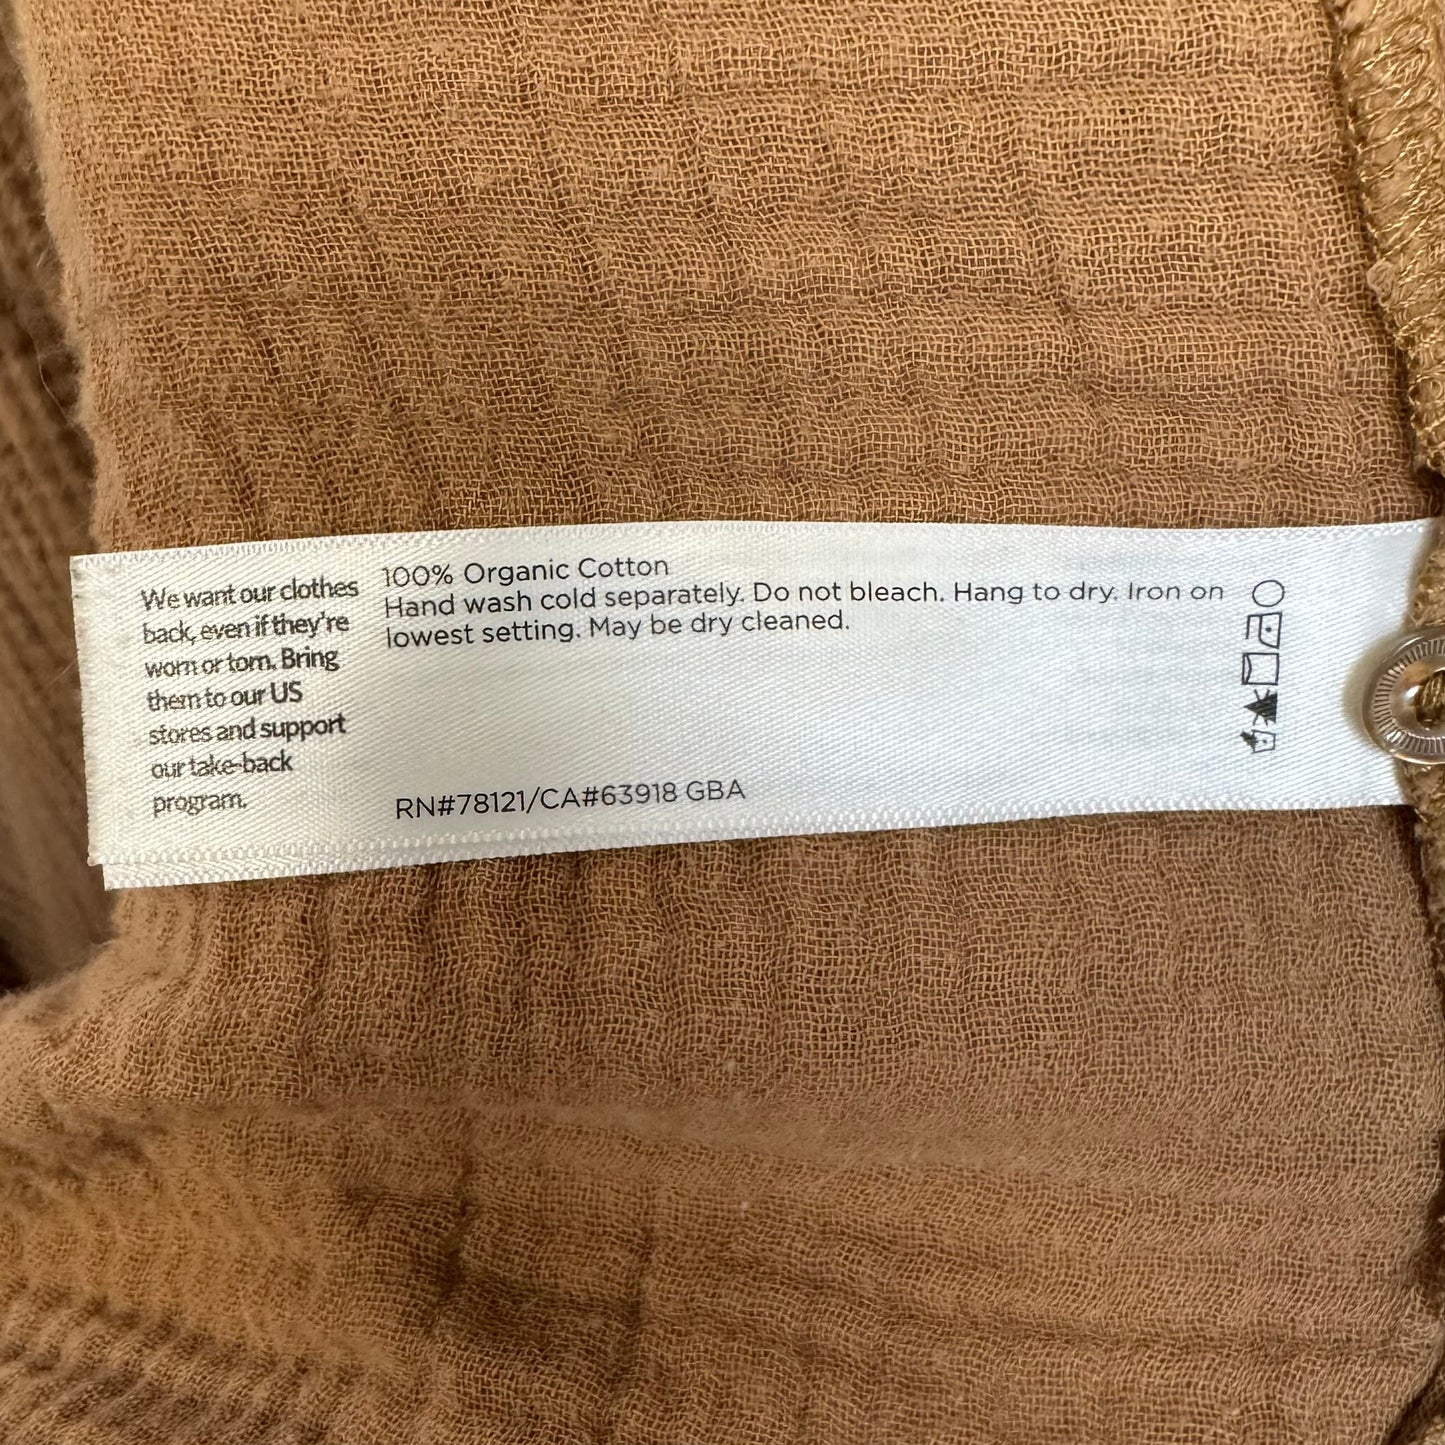 We want our clothes
back, even if they're
worn or torn. Bring
them to our US
stores and support
our take-back
program.
100% Organic Cotton
Hand wash cold separately. Do not bleach. Hang to dry. Iron on
lowest setting. May be dry cleaned.
RN#78121/CA#63918 GBA